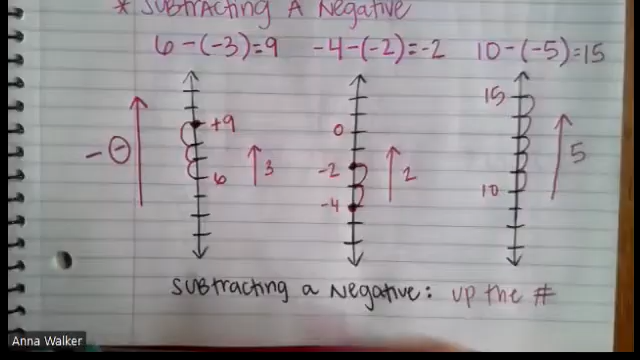 * SUBTRACTING A NEGATIVE
6-(-3)=9 -4-(-2)=-2 10-(-5)=15
15
+9 0
- ⊖ 3 -2 2 5
6 -4 10
SUBTRACTING A NEGATIVE: UP THE #
Anna Walker